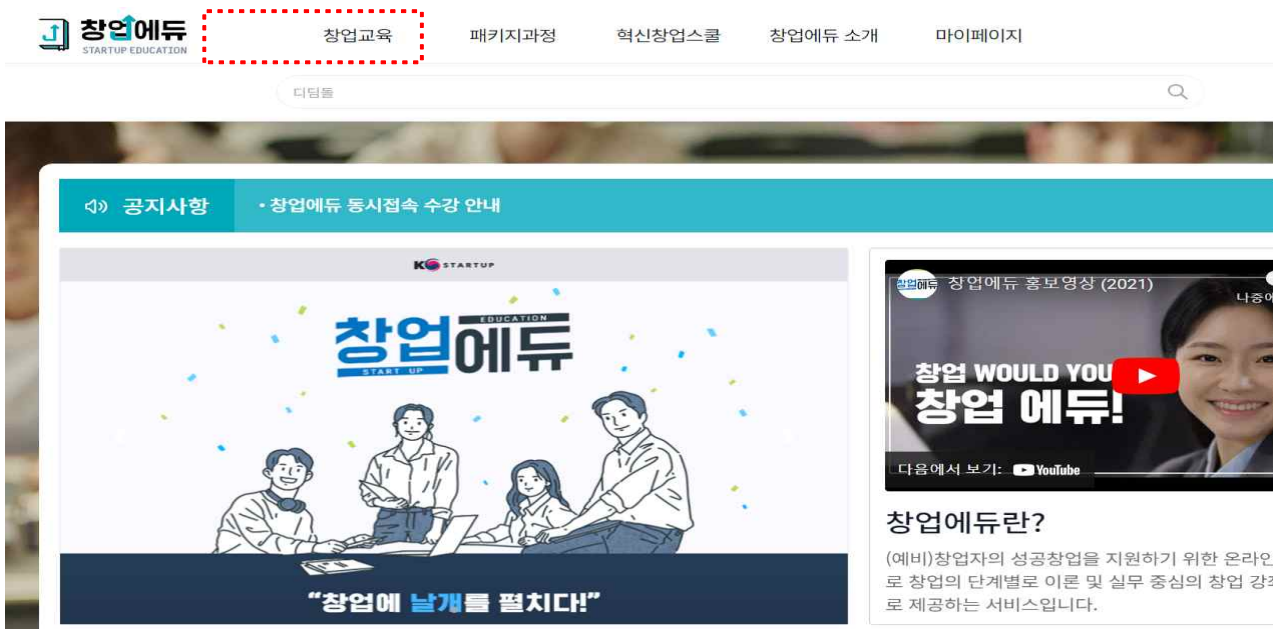 창업에듀
STARTUP EDUCATION
창업교육 패키지과정 혁신창업스쿨 창업에듀 소개 마이페이지
디딤돌
공지사항 • 창업에듀 동시접속 수강 안내
K STARTUP
EDUCATION
창업에듀
START UP
“창업에 날개를 펼치다!”
창업에듀 창업에듀 홍보영상 (2021)
나중에
창업 WOULD YOU
창업 에듀!
다음에서 보기: YouTube
창업에듀란?
(예비)창업자의 성공창업을 지원하기 위한 온라인
로 창업의 단계별로 이론 및 실무 중심의 창업 강
로 제공하는 서비스입니다.